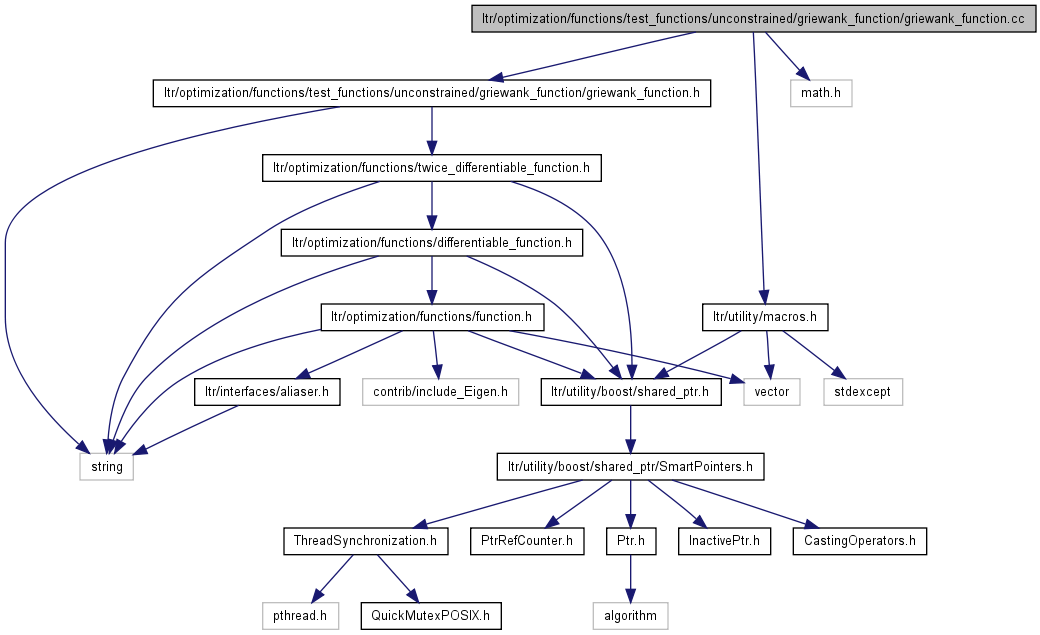 ltr/optimization/functions/test_functions/unconstrained/griewank_function/griewank_function.cc
ltr/optimization/functions/test_functions/unconstrained/griewank_function/griewank_function.h
math.h
ltr/optimization/functions/twice_differentiable_function.h
ltr/optimization/functions/differentiable_function.h
ltr/optimization/functions/function.h
ltr/utility/macros.h
ltr/interfaces/aliaser.h
contrib/include_Eigen.h
ltr/utility/boost/shared_ptr.h
vector
stdexcept
string
ltr/utility/boost/shared_ptr/SmartPointers.h
ThreadSynchronization.h
PtrRefCounter.h
Ptr.h
InactivePtr.h
CastingOperators.h
pthread.h
QuickMutexPOSIX.h
algorithm